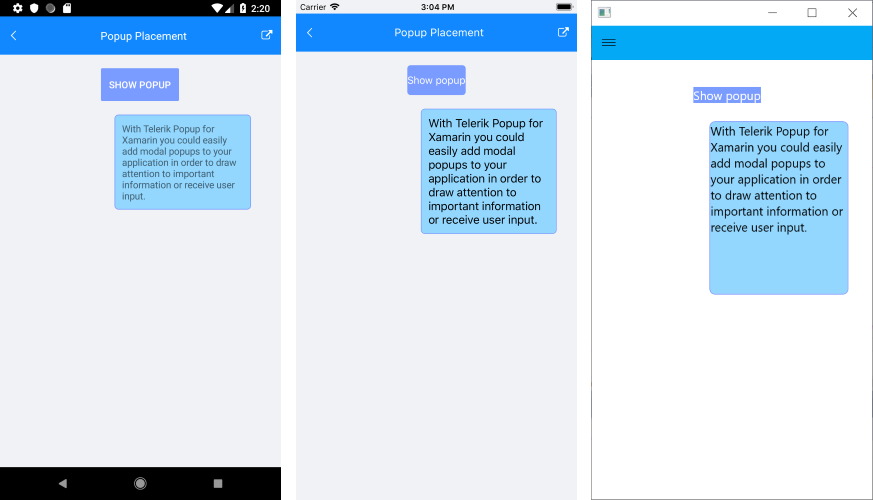 2:20
Popup Placement
SHOW POPUP
With Telerik Popup for
Xamarin you could easily
add modal popups to your
application in order to draw
attention to important
information or receive user
input.
Carrier 3:04 PM
Popup Placement
Show popup
With Telerik Popup for
Xamarin you could
easily add modal
popups to your
application in order to
draw attention to
important information
or receive user input.
Show popup
With Telerik Popup for
Xamarin you could easily
add modal popups to
your application in order
to draw attention to
important information or
receive user input.